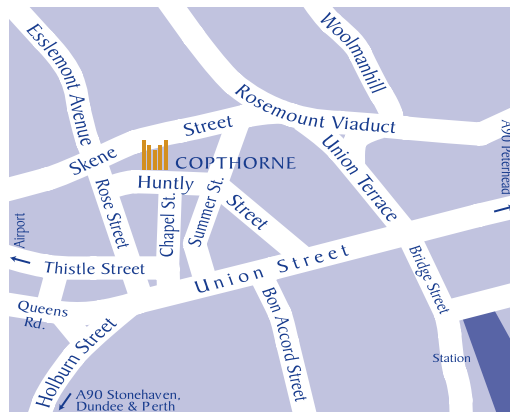 Esslemont Avenue
Woolmanhill
Rosemount Viaduct
Skene Street
A90 Peterhead
COPTHORNE
Union Terrace
Huntly Street
Rose Street
Chapel St.
Summer St.
Airport
Thistle Street
Union Street
Bridge Street
Queens
Rd.
Bon Accord Street
Holburn Street
Station
A90 Stonehaven,
Dundee & Perth